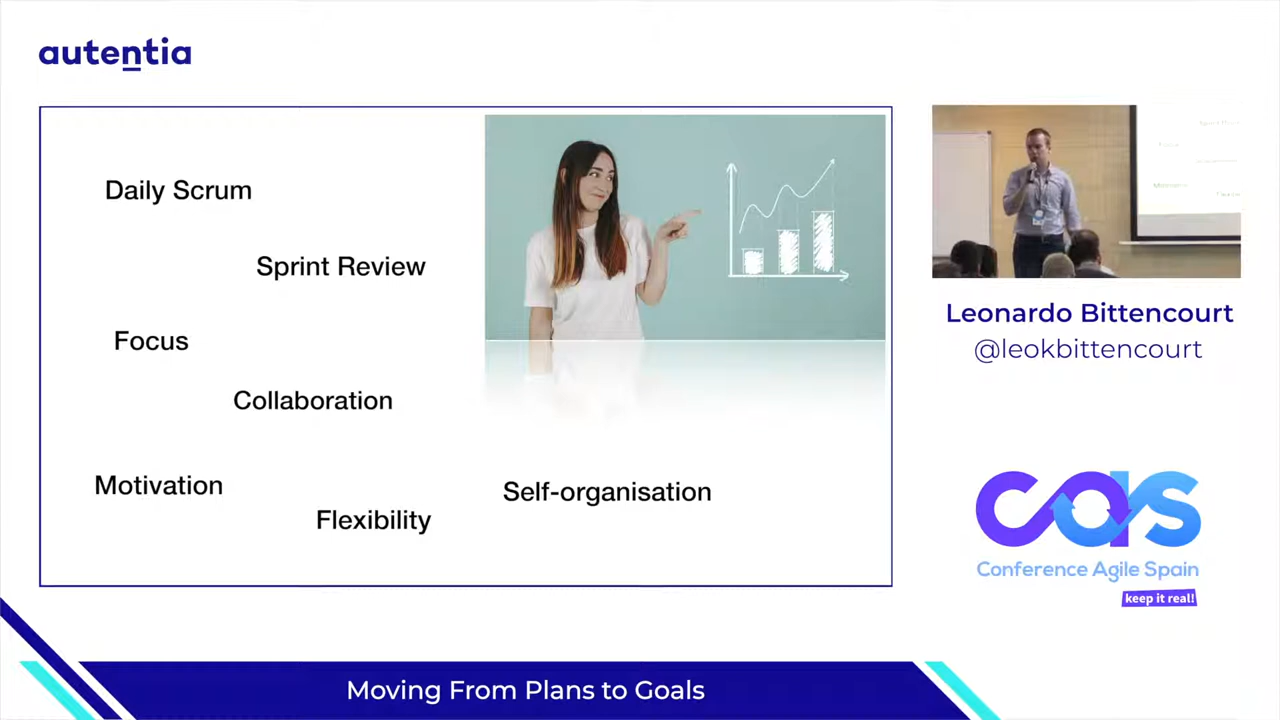 autentia
Daily Scrum
Sprint Review
Focus
Collaboration
Motivation
Flexibility
Self-organisation
Leonardo Bittencourt
@leokbittencourt
cas
Conference Agile Spain
keep it real!
Moving From Plans to Goals